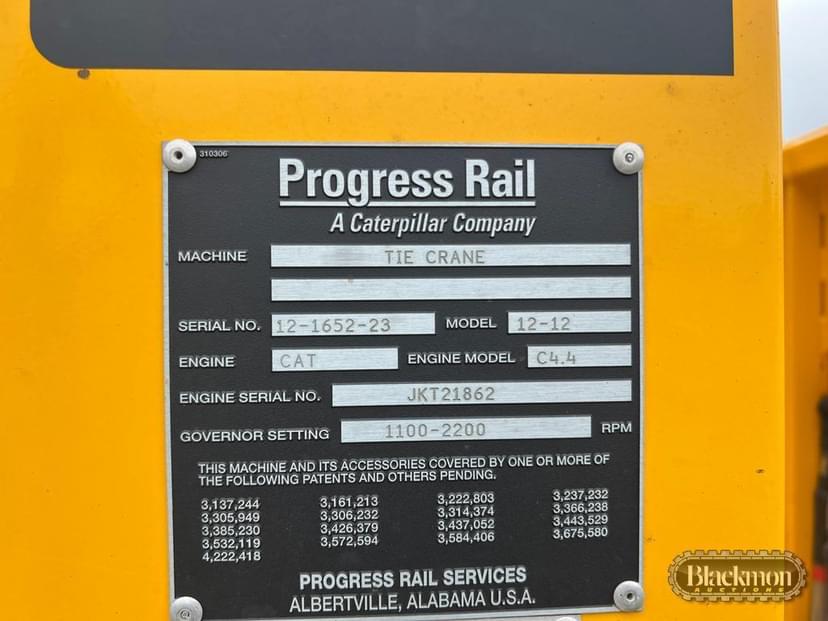 310306
Progress Rail
A Caterpillar Company
MACHINE TIE CRANE
SERIAL NO. 12-1652-23 MODEL 12-12
ENGINE CAT ENGINE MODEL C4.4
ENGINE SERIAL NO. JKT21862
GOVERNOR SETTING 1100-2200 RPM
THIS MACHINE AND ITS ACCESSORIES COVERED BY ONE OR MORE OF
THE FOLLOWING PATENTS AND OTHERS PENDING.
3,137,244 3,161,213 3,222,803 3,237,232
3,305,949 3,306,232 3,314,374 3,366,238
3,385,230 3,426,379 3,437,052 3,443,529
3,532,119 3,572,594 3,584,406 3,675,580
4,222,418
PROGRESS RAIL SERVICES
ALBERTVILLE, ALABAMA U.S.A.
Blackmon
AUCTIONS